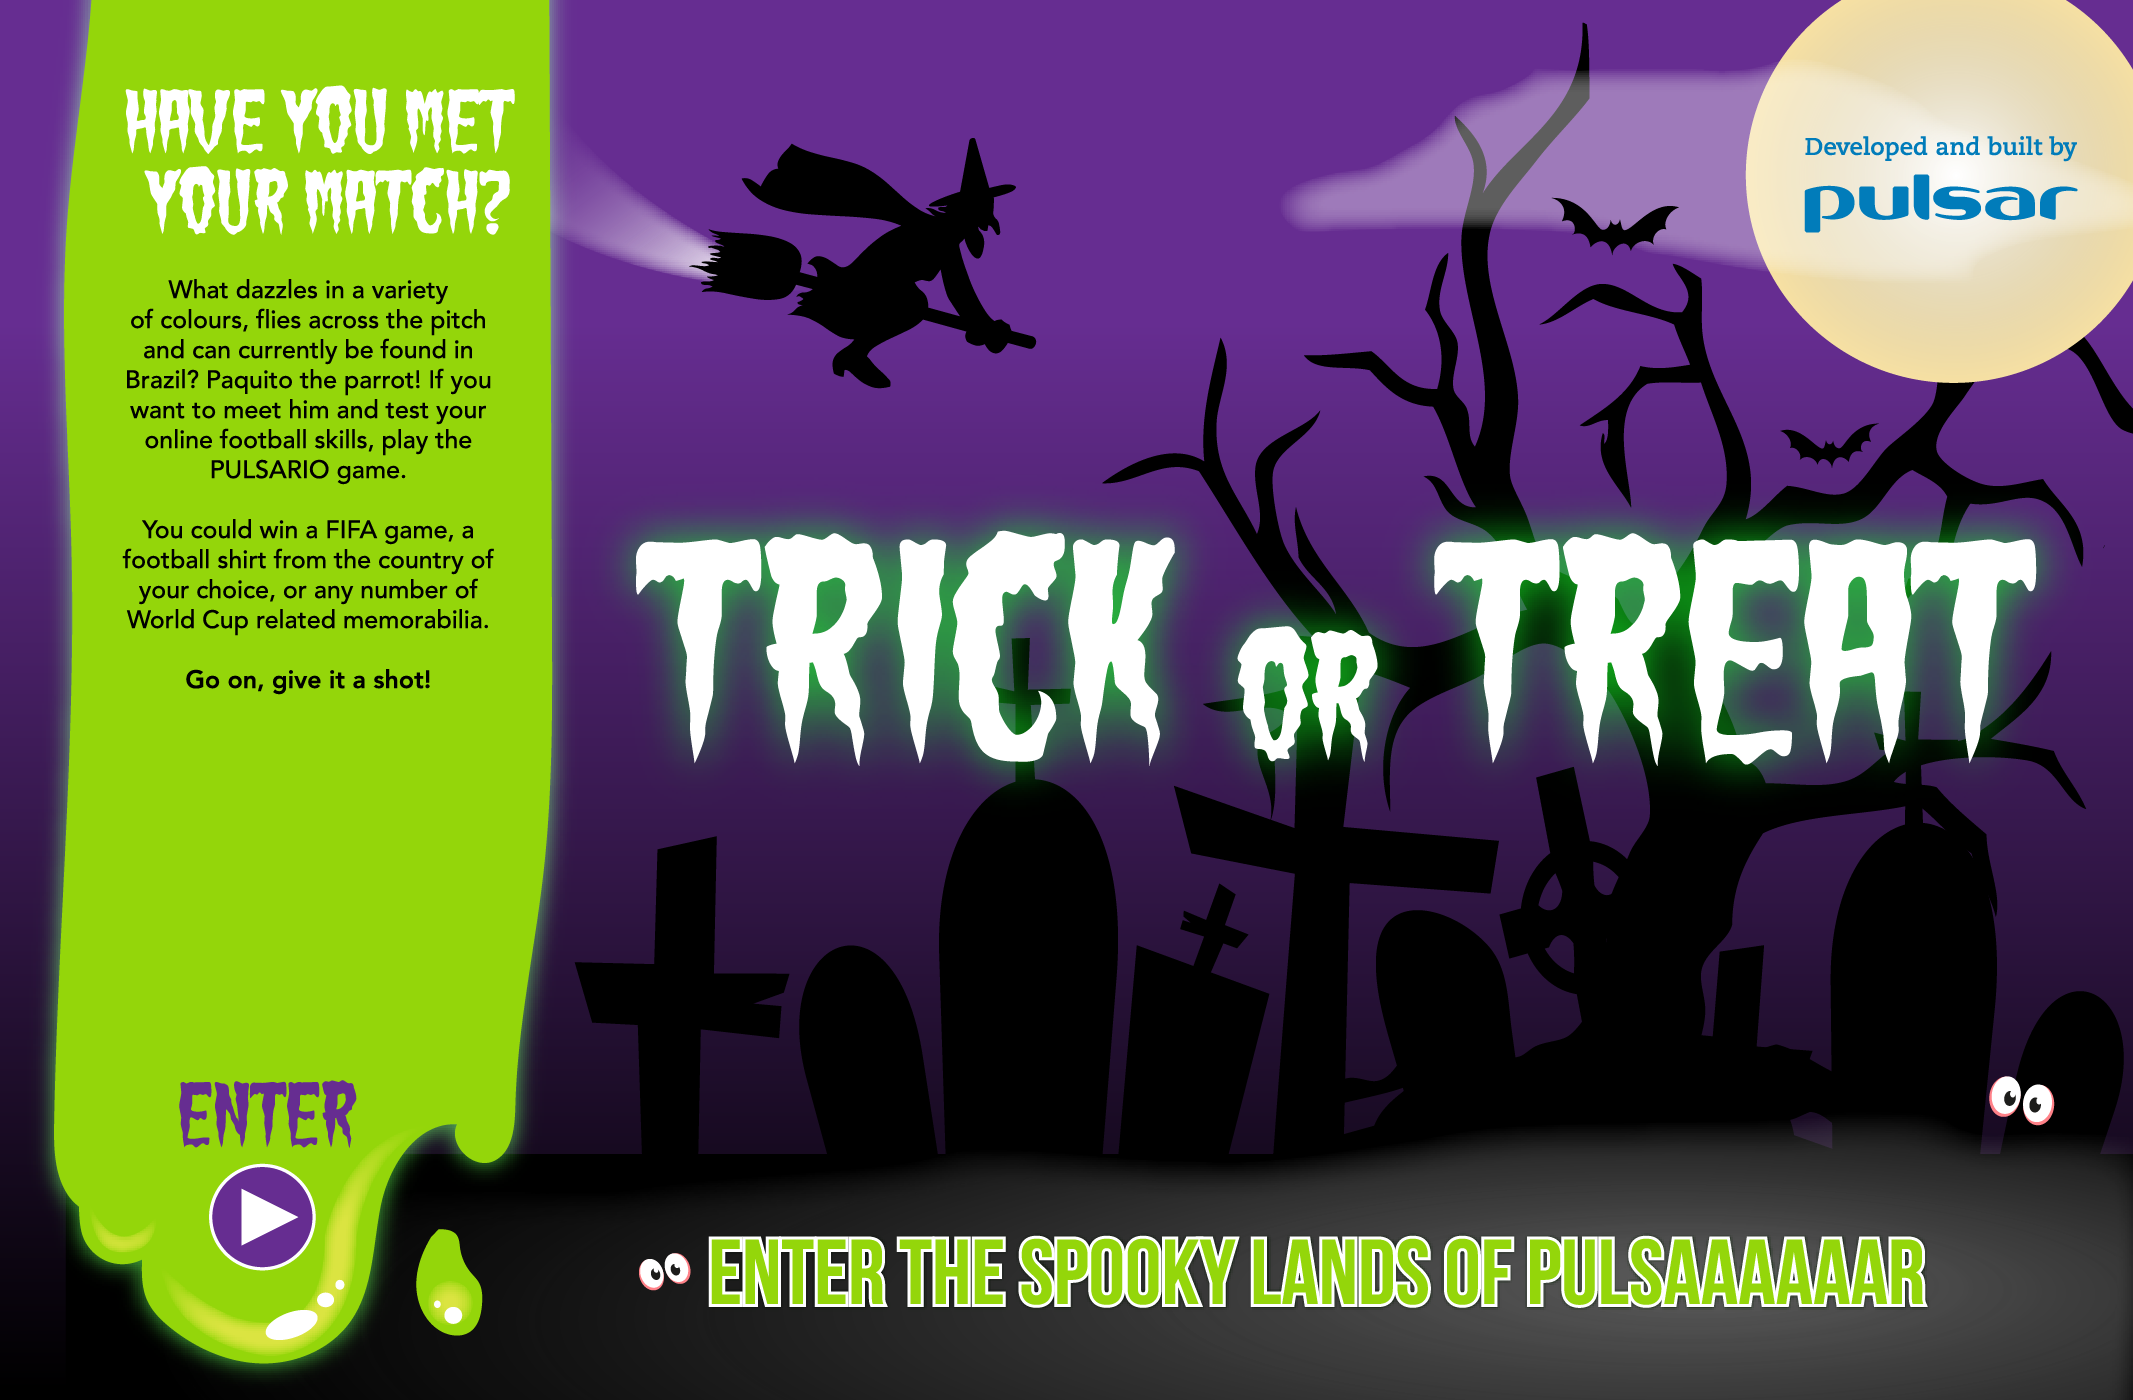 HAVE YOU MET
YOUR MATCH?
What dazzles in a variety
of colours, flies across the pitch
and can currently be found in
Brazil? Paquito the parrot! If you
want to meet him and test your
online football skills, play the
PULSARIO game.
You could win a FIFA game, a
football shirt from the country of
your choice, or any number of
World Cup related memorabilia.
Go on, give it a shot!
ENTER
Developed and built by
pulsar
TRICK OR TREAT
ENTER THE SPOOKY LANDS OF PULSAAAAAAR